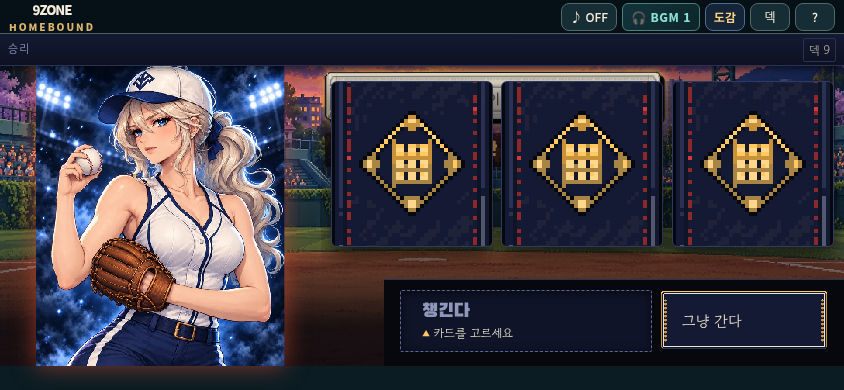 9ZONE
HOMEBOUND
♪ OFF
🎧 BGM 1
도감
덱
?
승리
덱 9
챙긴다
▲ 카드를 고르세요
그냥 간다